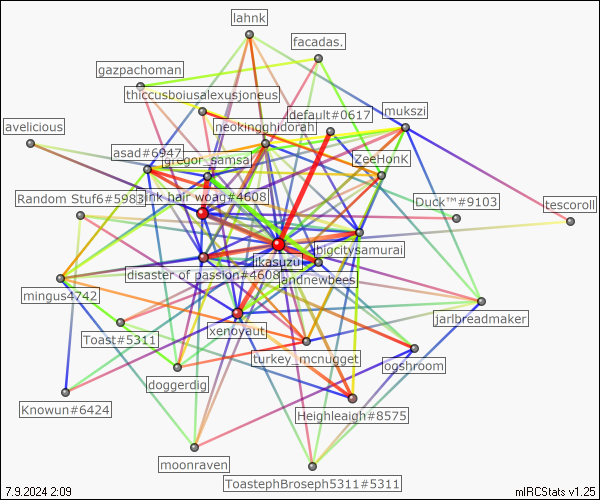 lahnk
facadas.
gazpachoman
thiccusboiusalexusjoneus
default#0617
mukszi
avelicious
neokingghidorah
asad#6947
gregor_samsa
ZeeHonK
Random Stuf6#5983
pink hair woag#4608
Duck™#9103
tescoroll
bigcitysamurai
ikasuzu
disaster of passion#4608
andnewbees
mingus4742
jarlbreadmaker
xenoyaut
Toast#5311
turkey_mcnugget
ogshroom
doggerdig
Knowun#6424
Heighleigh#8575
moonraven
ToastephBroseph5311#5311
7.9.2024 2:09
mIRCStats v1.25